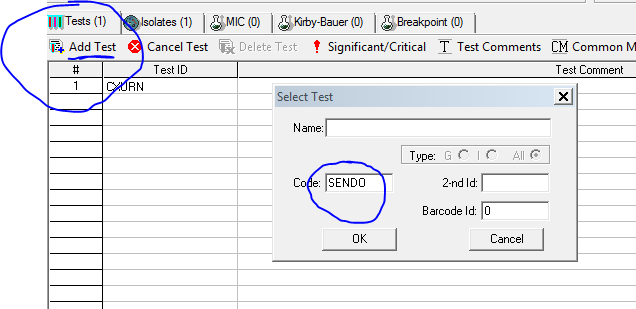 Tests (1) Isolates (1) MIC (0) Kirby-Bauer (0) Breakpoint (0)
Add Test Cancel Test Delete Test Significant/Critical T Test Comments CM Common M
# Test ID Test Comment
1 CXURN
Select Test
Name:
Type: G I All
Code: SENDO 2-nd Id:
Barcode Id: 0
OK Cancel